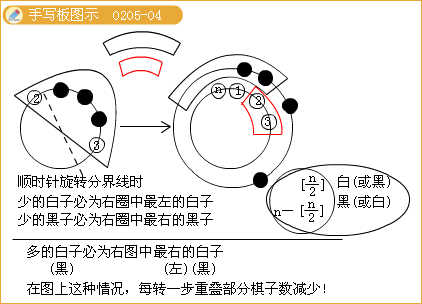 手写板图示 0205-04
② ③
n 1 2 3
顺时针旋转分界线时
少的白子必为右圈中最左的白子
少的黑子必为右圈中最右的黑子
[n/2] 白(或黑)
n－[n/2] 黑(或白)
多的白子必为右图中最右的白子
(黑) (左)(黑)
在图上这种情况，每转一步重叠部分棋子数减少！